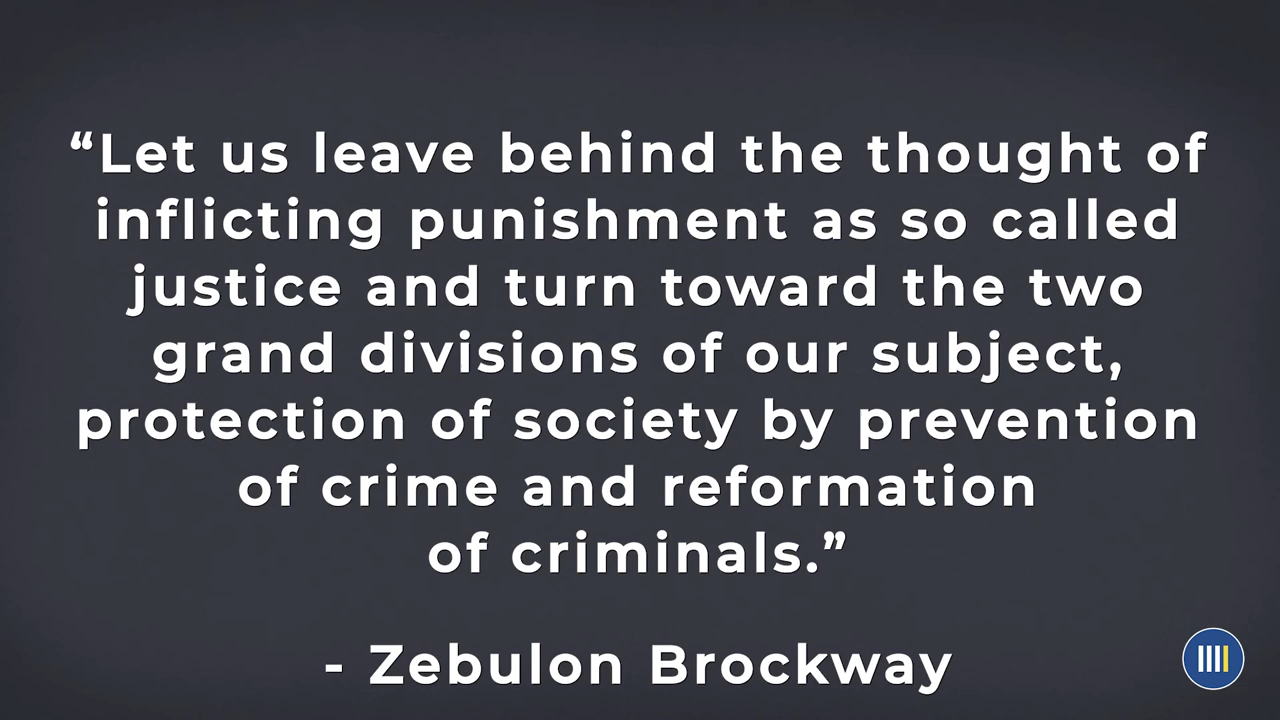 “Let us leave behind the thought of
inflicting punishment as so called
justice and turn toward the two
grand divisions of our subject,
protection of society by prevention
of crime and reformation
of criminals.”
- Zebulon Brockway